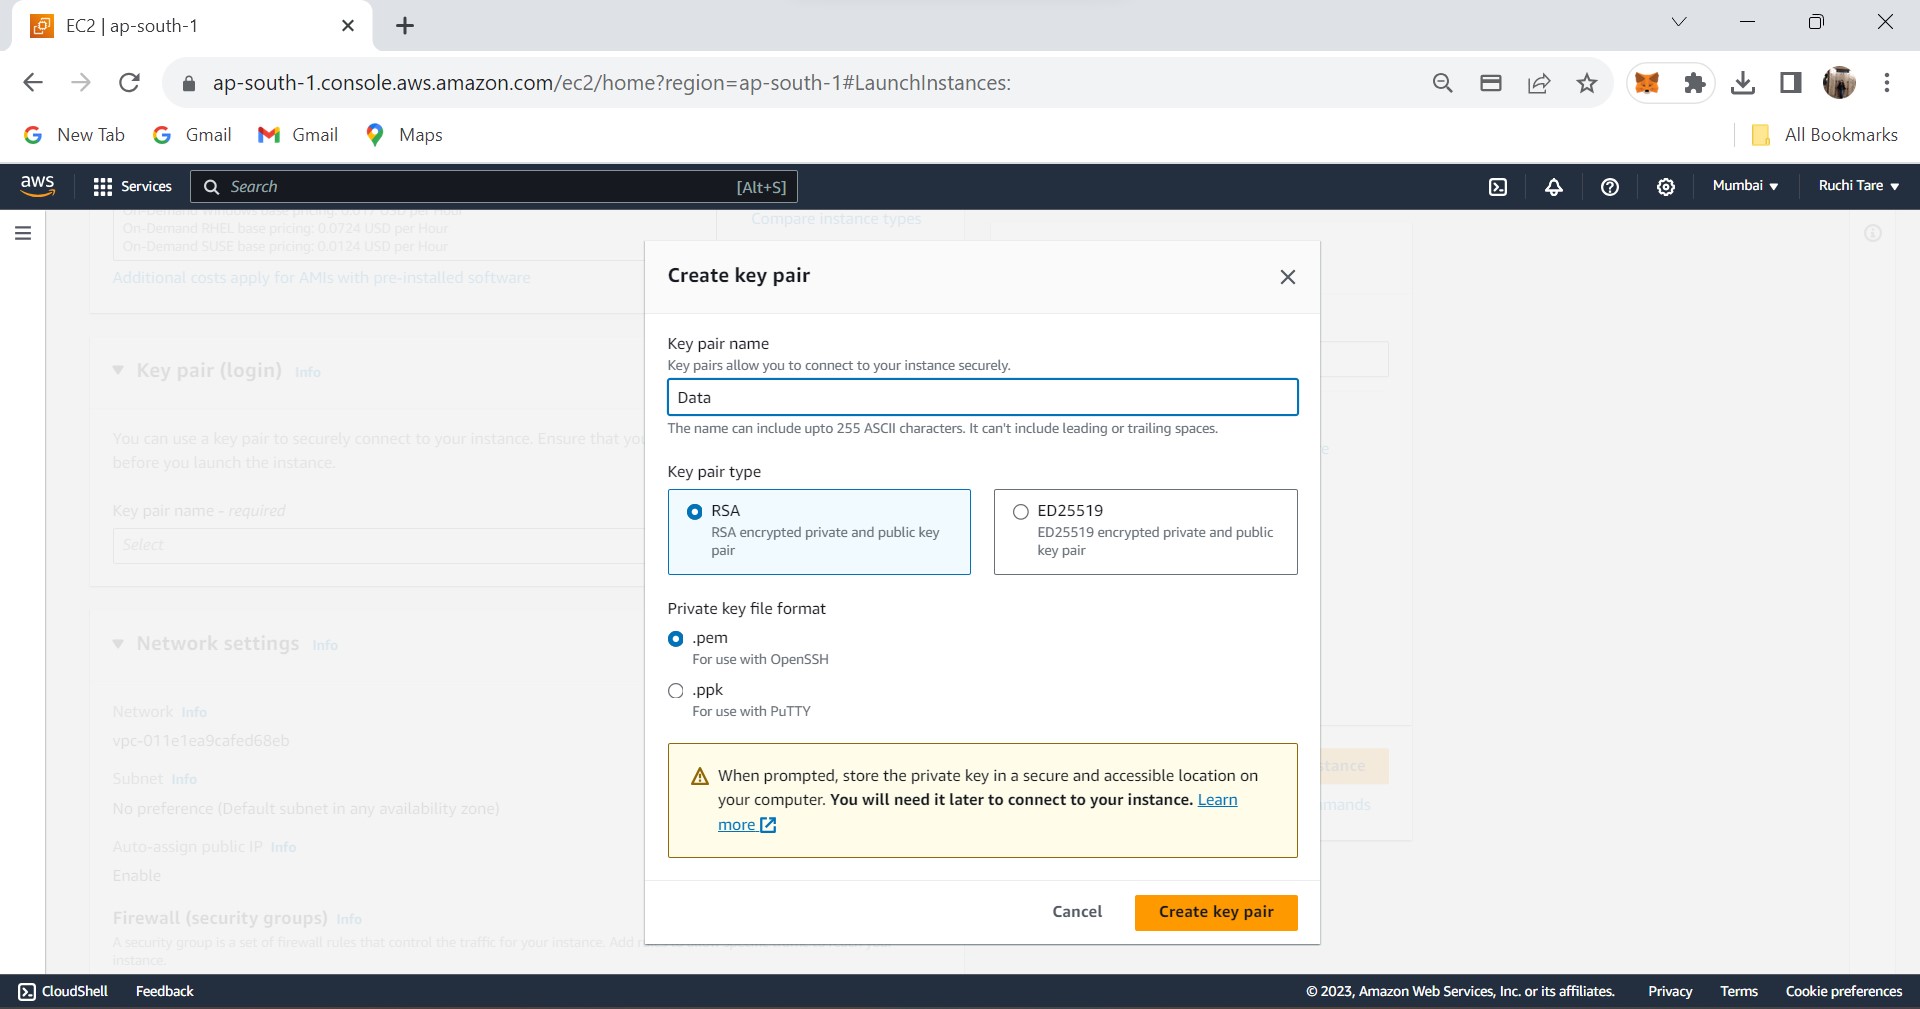 EC2 | ap-south-1
ap-south-1.console.aws.amazon.com/ec2/home?region=ap-south-1#LaunchInstances:
New Tab Gmail Gmail Maps All Bookmarks
aws Services Search [Alt+S] Mumbai Ruchi Tare
On-Demand Windows base pricing: 0.017 USD per Hour
On-Demand RHEL base pricing: 0.0724 USD per Hour
On-Demand SUSE base pricing: 0.0124 USD per Hour
Compare instance types
Additional costs apply for AMIs with pre-installed software
Key pair (login) Info
You can use a key pair to securely connect to your instance. Ensure that you
before you launch the instance.
Key pair name - required
Select
Network settings Info
Network Info
vpc-011e1ea9cafed68eb
Subnet Info
No preference (Default subnet in any availability zone)
Auto-assign public IP Info
Enable
Firewall (security groups) Info
A security group is a set of firewall rules that control the traffic for your instance. Add
instance.
Create key pair
Key pair name
Key pairs allow you to connect to your instance securely.
Data
The name can include upto 255 ASCII characters. It can't include leading or trailing spaces.
Key pair type
RSA
RSA encrypted private and public key
pair
ED25519
ED25519 encrypted private and public
key pair
Private key file format
.pem
For use with OpenSSH
.ppk
For use with PuTTY
When prompted, store the private key in a secure and accessible location on
your computer. You will need it later to connect to your instance. Learn
more
Cancel Create key pair
CloudShell Feedback © 2023, Amazon Web Services, Inc. or its affiliates. Privacy Terms Cookie preferences